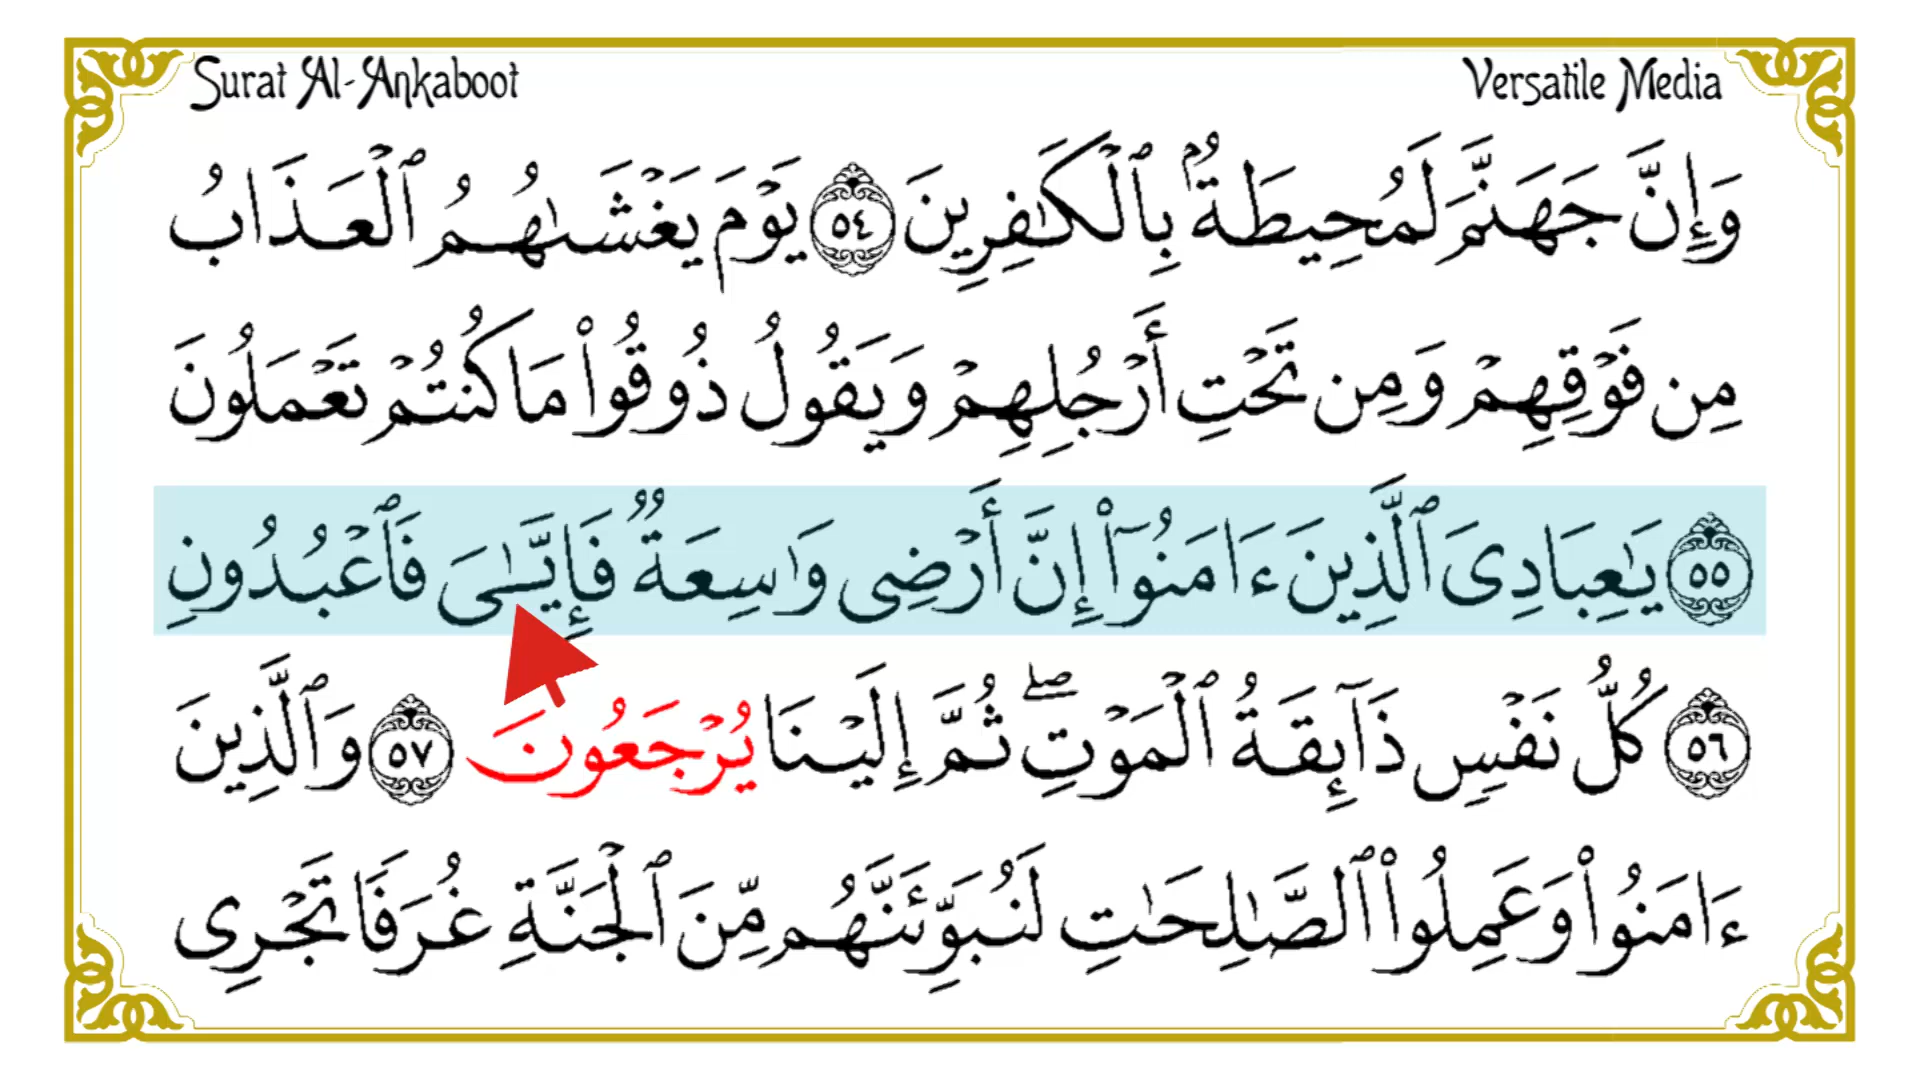 Surat Al-Ankaboot
Versatile Media
وَإِنَّ جَهَنَّمَ لَمُحِيطَةٌۢ بِٱلْكَٰفِرِينَ ٥٤ يَوْمَ يَغْشَىٰهُمُ ٱلْعَذَابُ
مِن فَوْقِهِمْ وَمِن تَحْتِ أَرْجُلِهِمْ وَيَقُولُ ذُوقُوا۟ مَا كُنتُمْ تَعْمَلُونَ
٥٥ يَٰعِبَادِىَ ٱلَّذِينَ ءَامَنُوٓا۟ إِنَّ أَرْضِى وَٰسِعَةٌ فَإِيَّٰىَ فَٱعْبُدُونِ
٥٦ كُلُّ نَفْسٍ ذَآئِقَةُ ٱلْمَوْتِ ۖ ثُمَّ إِلَيْنَا يُرْجَعُونَ ٥٧ وَٱلَّذِينَ
ءَامَنُوا۟ وَعَمِلُوا۟ ٱلصَّٰلِحَٰتِ لَنُبَوِّئَنَّهُم مِّنَ ٱلْجَنَّةِ غُرَفًا تَجْرِى